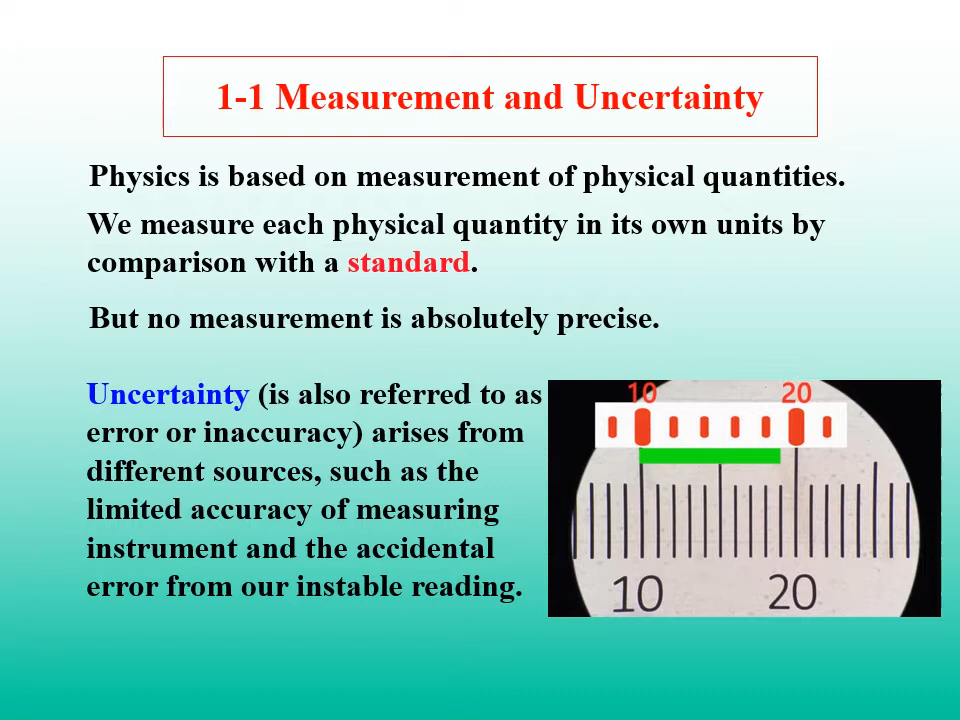 1-1 Measurement and Uncertainty
Physics is based on measurement of physical quantities.
We measure each physical quantity in its own units by
comparison with a standard.
But no measurement is absolutely precise.
Uncertainty (is also referred to as
error or inaccuracy) arises from
different sources, such as the
limited accuracy of measuring
instrument and the accidental
error from our instable reading.
10 20
10 20